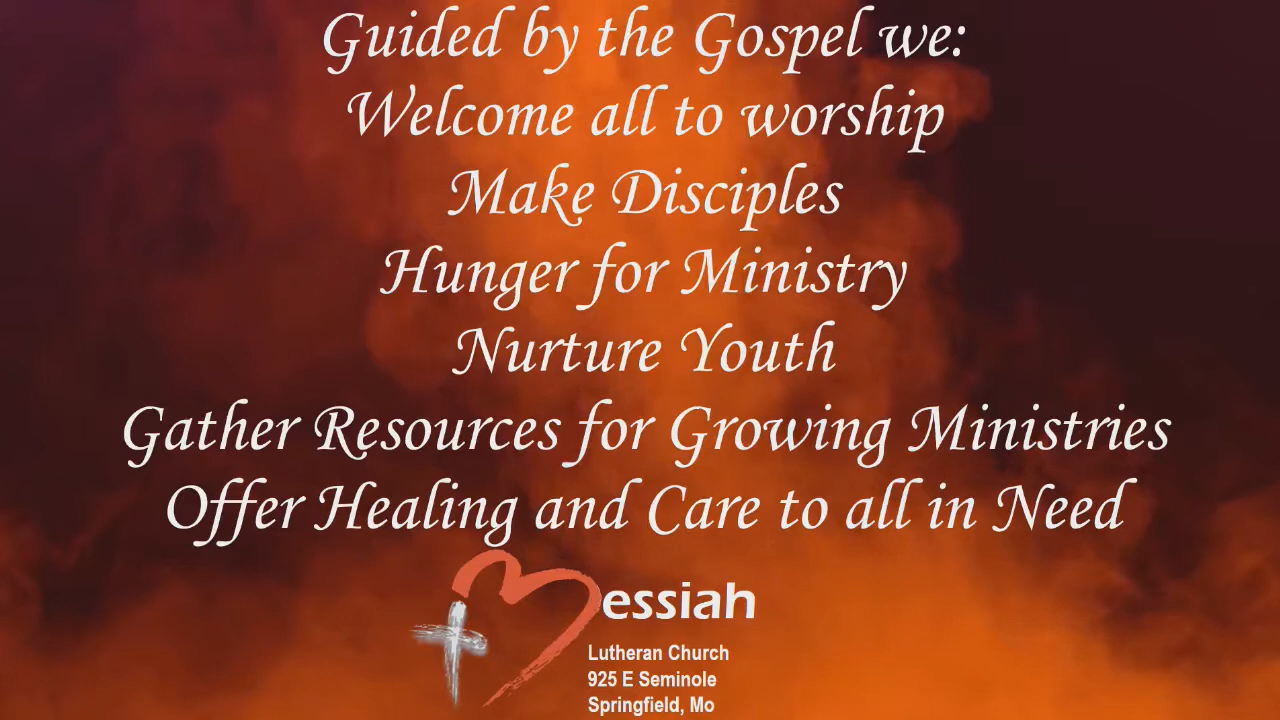 Guided by the Gospel we:
Welcome all to worship
Make Disciples
Hunger for Ministry
Nurture Youth
Gather Resources for Growing Ministries
Offer Healing and Care to all in Need
Messiah
Lutheran Church
925 E Seminole
Springfield, Mo